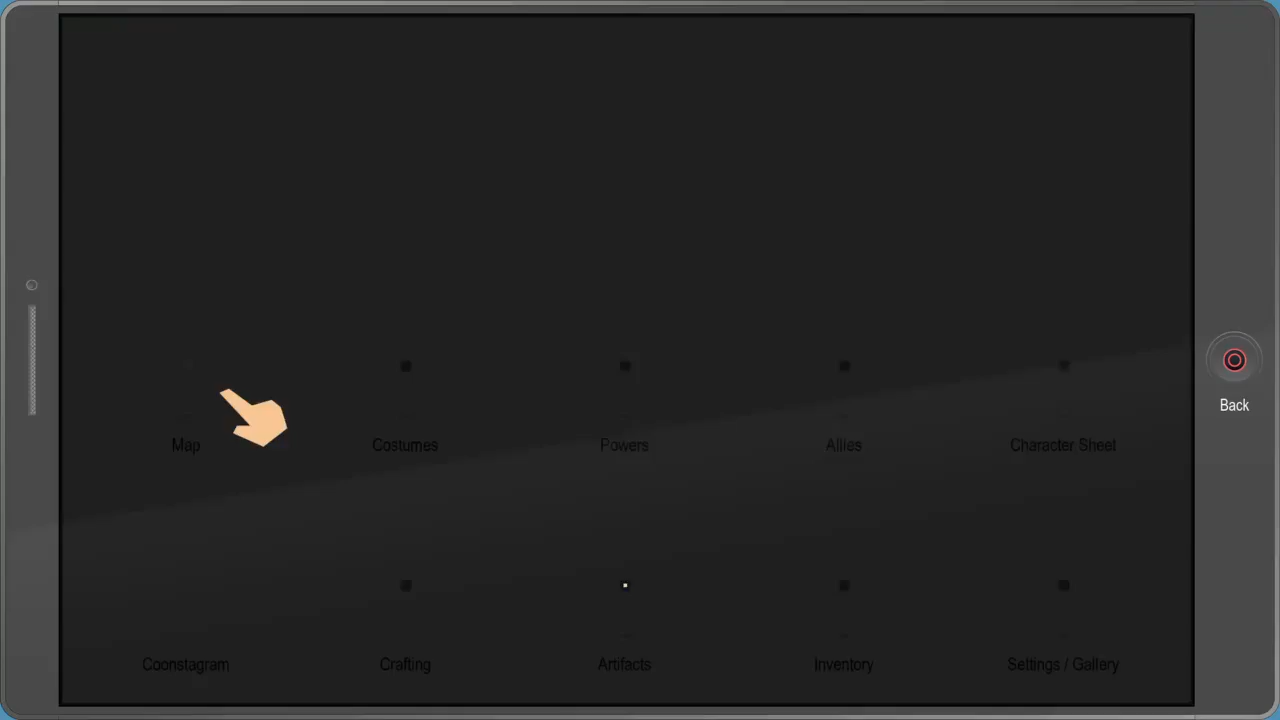 Back
Map
Costumes
Powers
Allies
Character Sheet
Coonstagram
Crafting
Artifacts
Inventory
Settings / Gallery